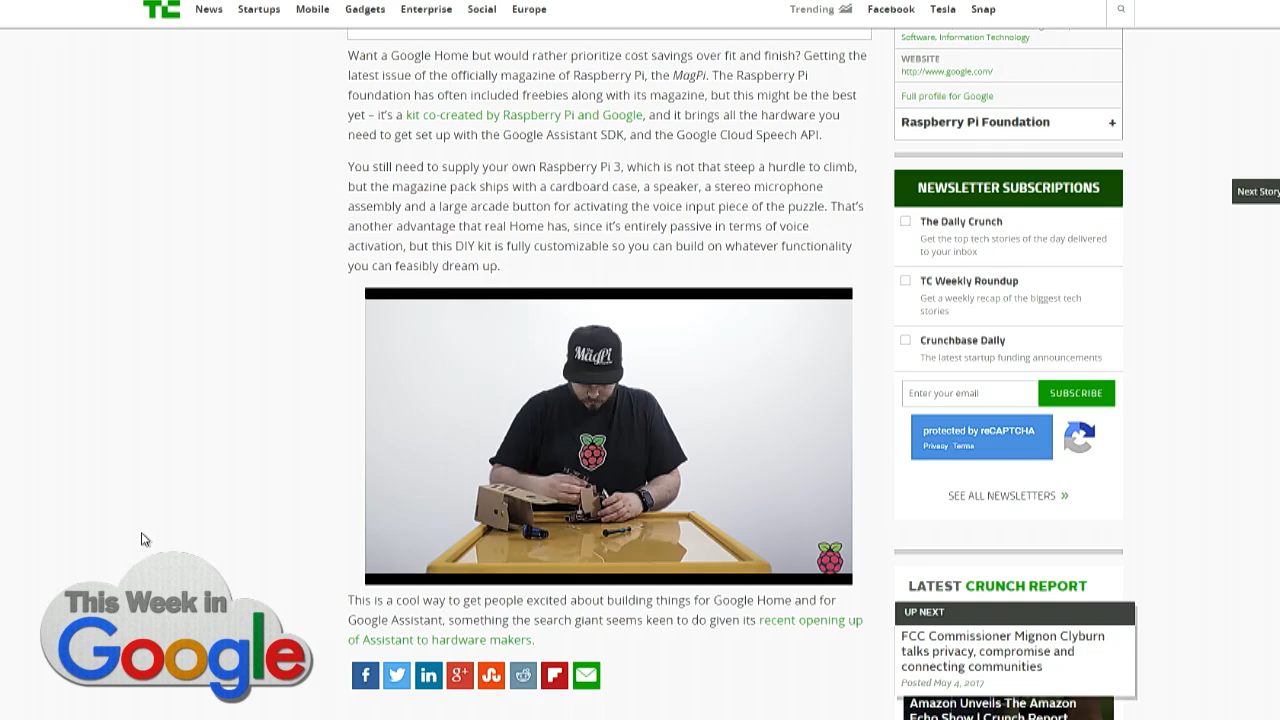 TC
News Startups Mobile Gadgets Enterprise Social Europe
Trending Facebook Tesla Snap
Want a Google Home but would rather prioritize cost savings over fit and finish? Getting the
latest issue of the officially magazine of Raspberry Pi, the MagPi. The Raspberry Pi
foundation has often included freebies along with its magazine, but this might be the best
yet – it's a kit co-created by Raspberry Pi and Google, and it brings all the hardware you
need to get set up with the Google Assistant SDK, and the Google Cloud Speech API.
You still need to supply your own Raspberry Pi 3, which is not that steep a hurdle to climb,
but the magazine pack ships with a cardboard case, a speaker, a stereo microphone
assembly and a large arcade button for activating the voice input piece of the puzzle. That's
another advantage that real Home has, since it's entirely passive in terms of voice
activation, but this DIY kit is fully customizable so you can build on whatever functionality
you can feasibly dream up.
MagPi
This is a cool way to get people excited about building things for Google Home and for
Google Assistant, something the search giant seems keen to do given its recent opening up
of Assistant to hardware makers.
Software, Information Technology
WEBSITE
http://www.google.com/
Full profile for Google
Raspberry Pi Foundation +
NEWSLETTER SUBSCRIPTIONS
The Daily Crunch
Get the top tech stories of the day delivered
to your inbox
TC Weekly Roundup
Get a weekly recap of the biggest tech
stories
Crunchbase Daily
The latest startup funding announcements
Enter your email SUBSCRIBE
protected by reCAPTCHA
Privacy - Terms
SEE ALL NEWSLETTERS »
LATEST CRUNCH REPORT
UP NEXT
FCC Commissioner Mignon Clyburn
talks privacy, compromise and
connecting communities
Posted May 4, 2017
Amazon Unveils The Amazon
Echo Show | Crunch Report
Next Story
This Week in
Google